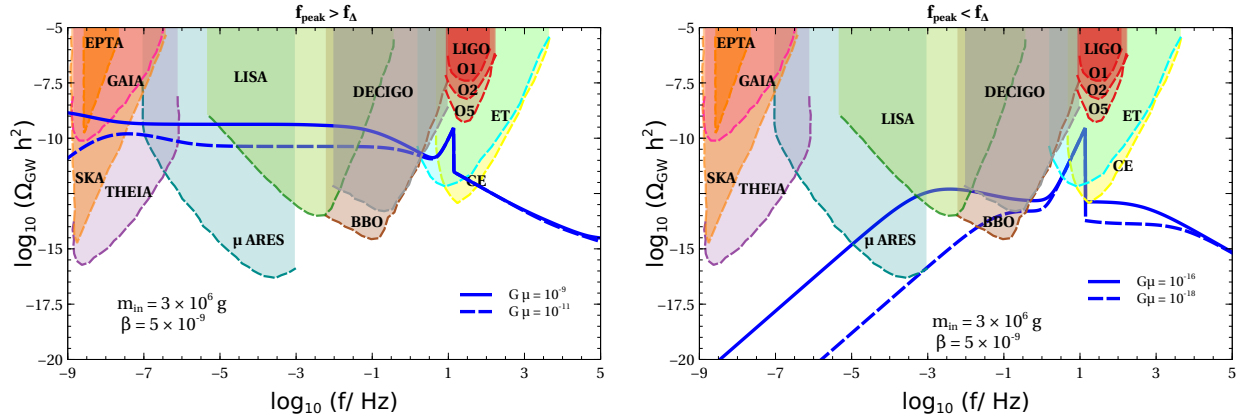 f_peak > f_Δ
log₁₀ (Ω_GW h²)
−5
−7.5
−10
−12.5
−15
−17.5
−20
EPTA
GAIA
SKA
THEIA
μ ARES
LISA
DECIGO
BBO
LIGO
O1
O2
O5
ET
CE
G μ = 10⁻⁹
G μ = 10⁻¹¹
m_in = 3 × 10⁶ g
β = 5 × 10⁻⁹
−9 −7 −5 −3 −1 1 3 5
log₁₀ (f/ Hz)
f_peak < f_Δ
log₁₀ (Ω_GW h²)
−5
−7.5
−10
−12.5
−15
−17.5
−20
EPTA
GAIA
SKA
THEIA
μ ARES
LISA
DECIGO
BBO
LIGO
O1
O2
O5
ET
CE
Gμ = 10⁻¹⁶
Gμ = 10⁻¹⁸
m_in = 3 × 10⁶ g
β = 5 × 10⁻⁹
−9 −7 −5 −3 −1 1 3 5
log₁₀ (f/ Hz)